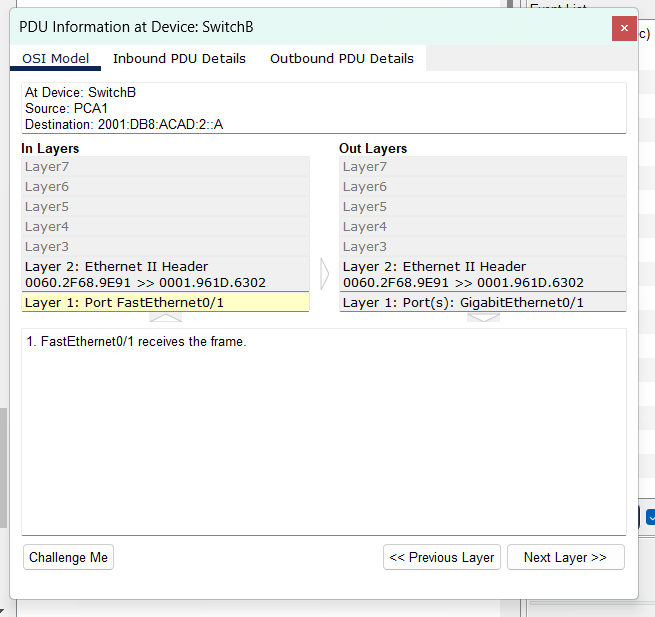 PDU Information at Device: SwitchB
OSI Model
Inbound PDU Details
Outbound PDU Details
At Device: SwitchB
Source: PCA1
Destination: 2001:DB8:ACAD:2::A
In Layers
Layer7
Layer6
Layer5
Layer4
Layer3
Layer 2: Ethernet II Header
0060.2F68.9E91 >> 0001.961D.6302
Layer 1: Port FastEthernet0/1
Out Layers
Layer7
Layer6
Layer5
Layer4
Layer3
Layer 2: Ethernet II Header
0060.2F68.9E91 >> 0001.961D.6302
Layer 1: Port(s): GigabitEthernet0/1
1. FastEthernet0/1 receives the frame.
Challenge Me
<< Previous Layer
Next Layer >>